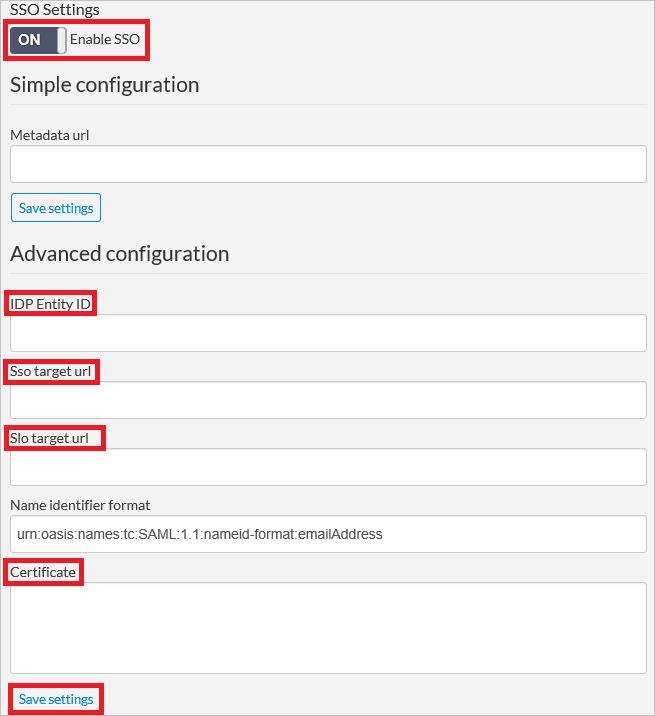 SSO Settings
ON Enable SSO
Simple configuration
Metadata url
Save settings
Advanced configuration
IDP Entity ID
Sso target url
Slo target url
Name identifier format
urn:oasis:names:tc:SAML:1.1:nameid-format:emailAddress
Certificate
Save settings